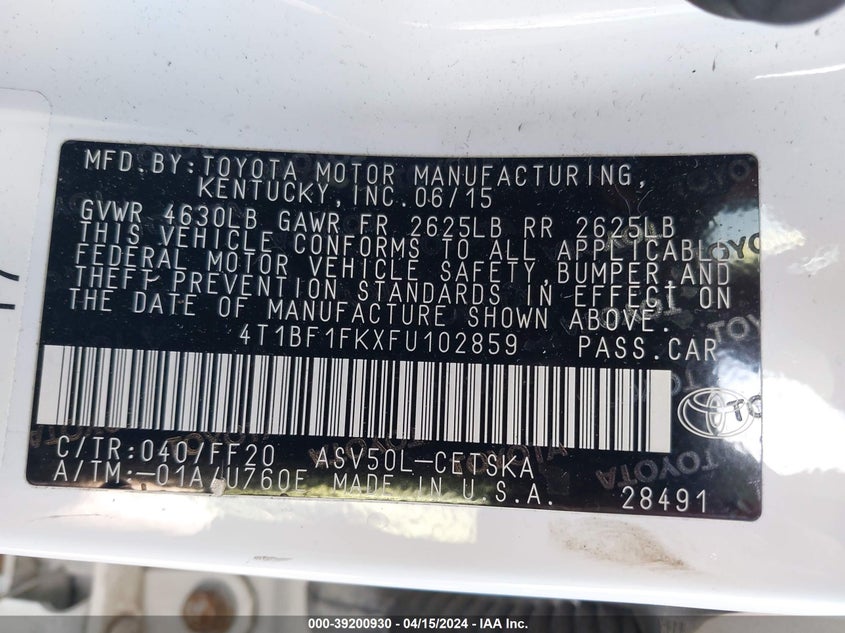 MFD.BY:TOYOTA MOTOR MANUFACTURING,
KENTUCKY,INC.06/15
GVWR 4630LB GAWR FR 2625LB RR 2625LB
THIS VEHICLE CONFORMS TO ALL APPLICABLE
FEDERAL MOTOR VEHICLE SAFETY,BUMPER,AND
THEFT PREVENTION STANDARDS IN EFFECT ON
THE DATE OF MANUFACTURE SHOWN ABOVE.
4T1BF1FKXFU102859 PASS.CAR
C/TR:040/FF20 ASV50L-CETSKA
A/TM:-01A/U760E MADE IN U.S.A. 28491
000-39200930 - 04/15/2024 - IAA Inc.